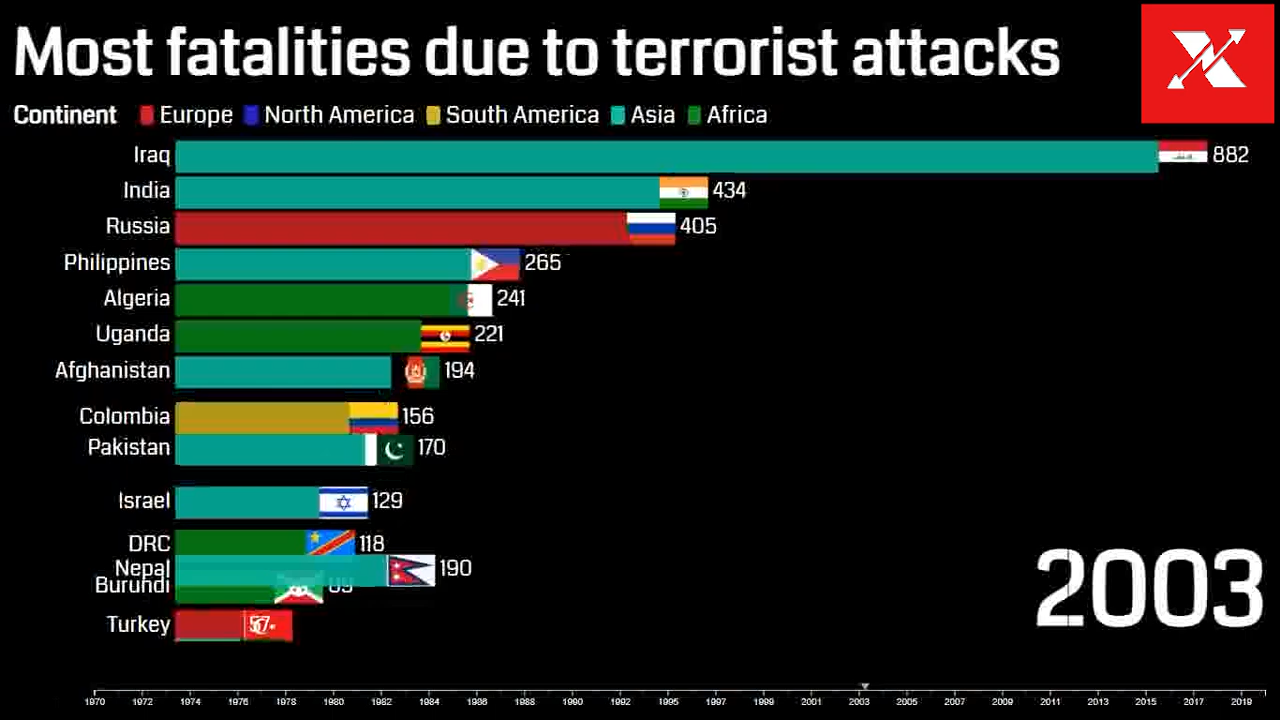 Most fatalities due to terrorist attacks
Continent Europe North America South America Asia Africa
Iraq 882
India 434
Russia 405
Philippines 265
Algeria 241
Uganda 221
Afghanistan 194
Colombia 156
Pakistan 170
Israel 129
DRC 118
Nepal 190
Burundi
Turkey
2003
1970 1972 1974 1976 1978 1980 1982 1984 1986 1988 1990 1992 1995 1997 1999 2001 2003 2005 2007 2009 2011 2013 2015 2017 2019